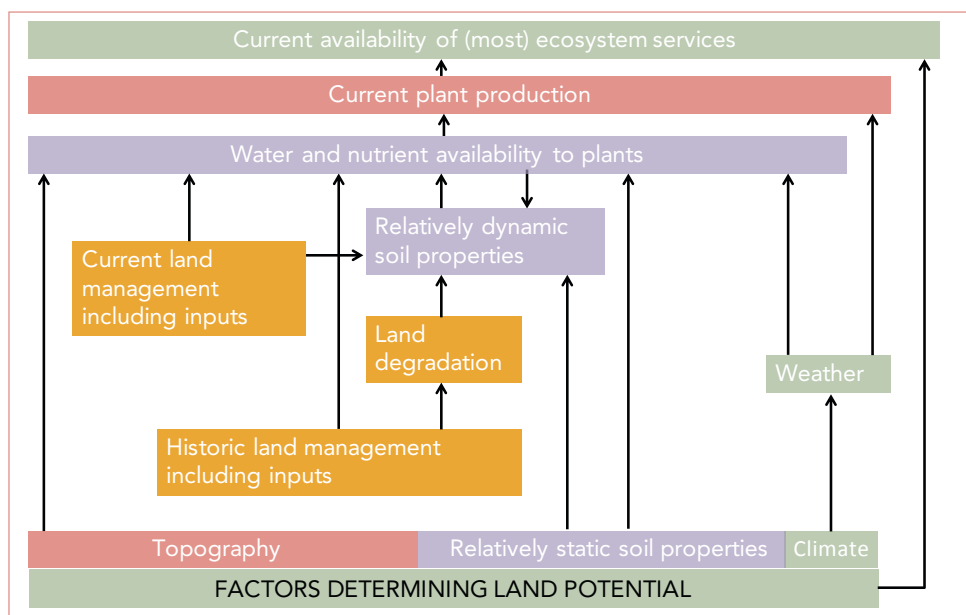 Current availability of (most) ecosystem services
Current plant production
Water and nutrient availability to plants
Relatively dynamic
soil properties
Current land
management
including inputs
Land
degradation
Weather
Historic land management
including inputs
Topography
Relatively static soil properties
Climate
FACTORS DETERMINING LAND POTENTIAL